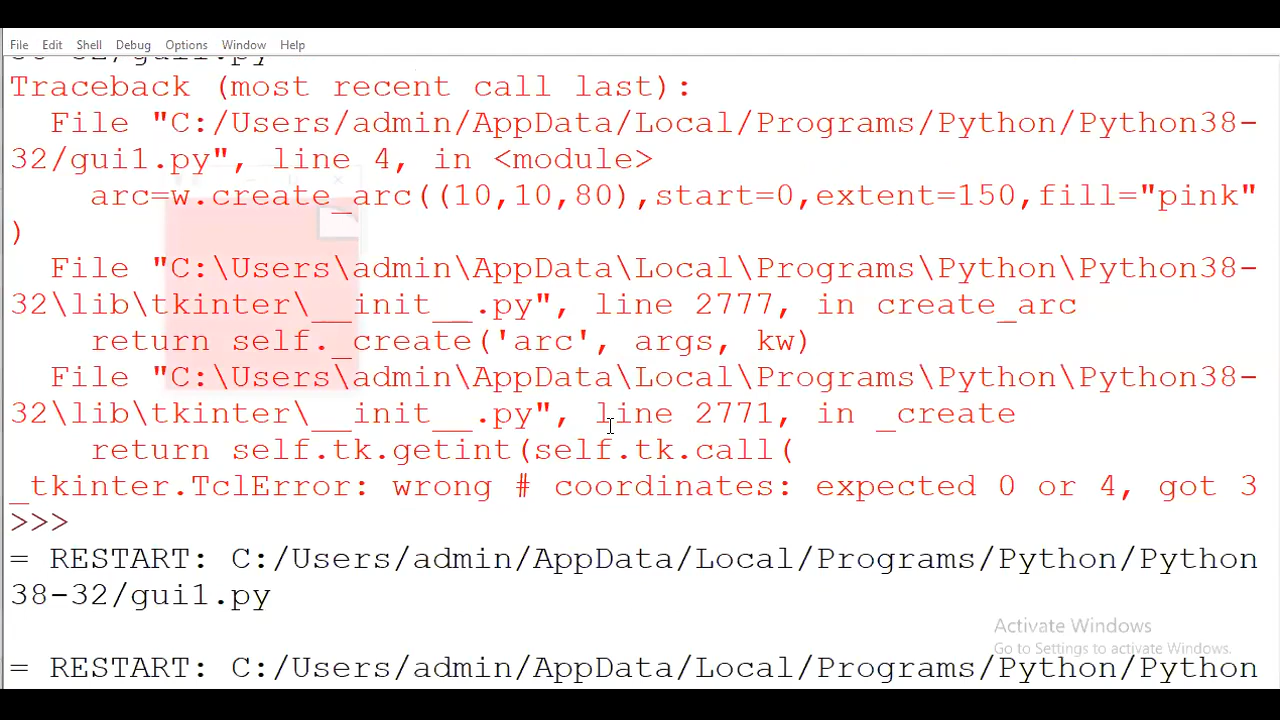 File Edit Shell Debug Options Window Help
Traceback (most recent call last):
File "C:/Users/admin/AppData/Local/Programs/Python/Python38-
32/gui1.py", line 4, in <module>
arc=w.create_arc((10,10,80),start=0,extent=150,fill="pink"
)
File "C:\Users\admin\AppData\Local\Programs\Python\Python38-
32\lib\tkinter\__init__.py", line 2777, in create_arc
return self._create('arc', args, kw)
File "C:\Users\admin\AppData\Local\Programs\Python\Python38-
32\lib\tkinter\__init__.py", line 2771, in _create
return self.tk.getint(self.tk.call(
_tkinter.TclError: wrong # coordinates: expected 0 or 4, got 3
>>>
= RESTART: C:/Users/admin/AppData/Local/Programs/Python/Python
38-32/gui1.py
Activate Windows
Go to Settings to activate Windows.
= RESTART: C:/Users/admin/AppData/Local/Programs/Python/Python